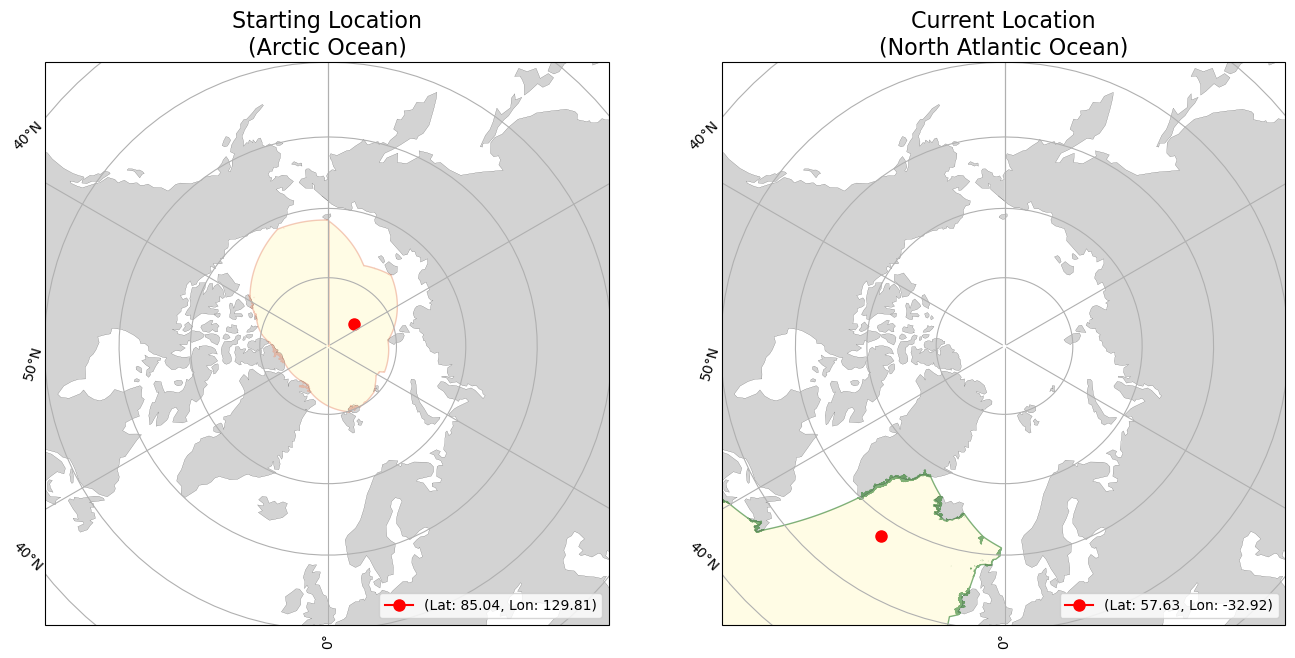 Starting Location
(Arctic Ocean)
40°N
50°N
40°N
0°
(Lat: 85.04, Lon: 129.81)
Current Location
(North Atlantic Ocean)
40°N
50°N
40°N
0°
(Lat: 57.63, Lon: -32.92)